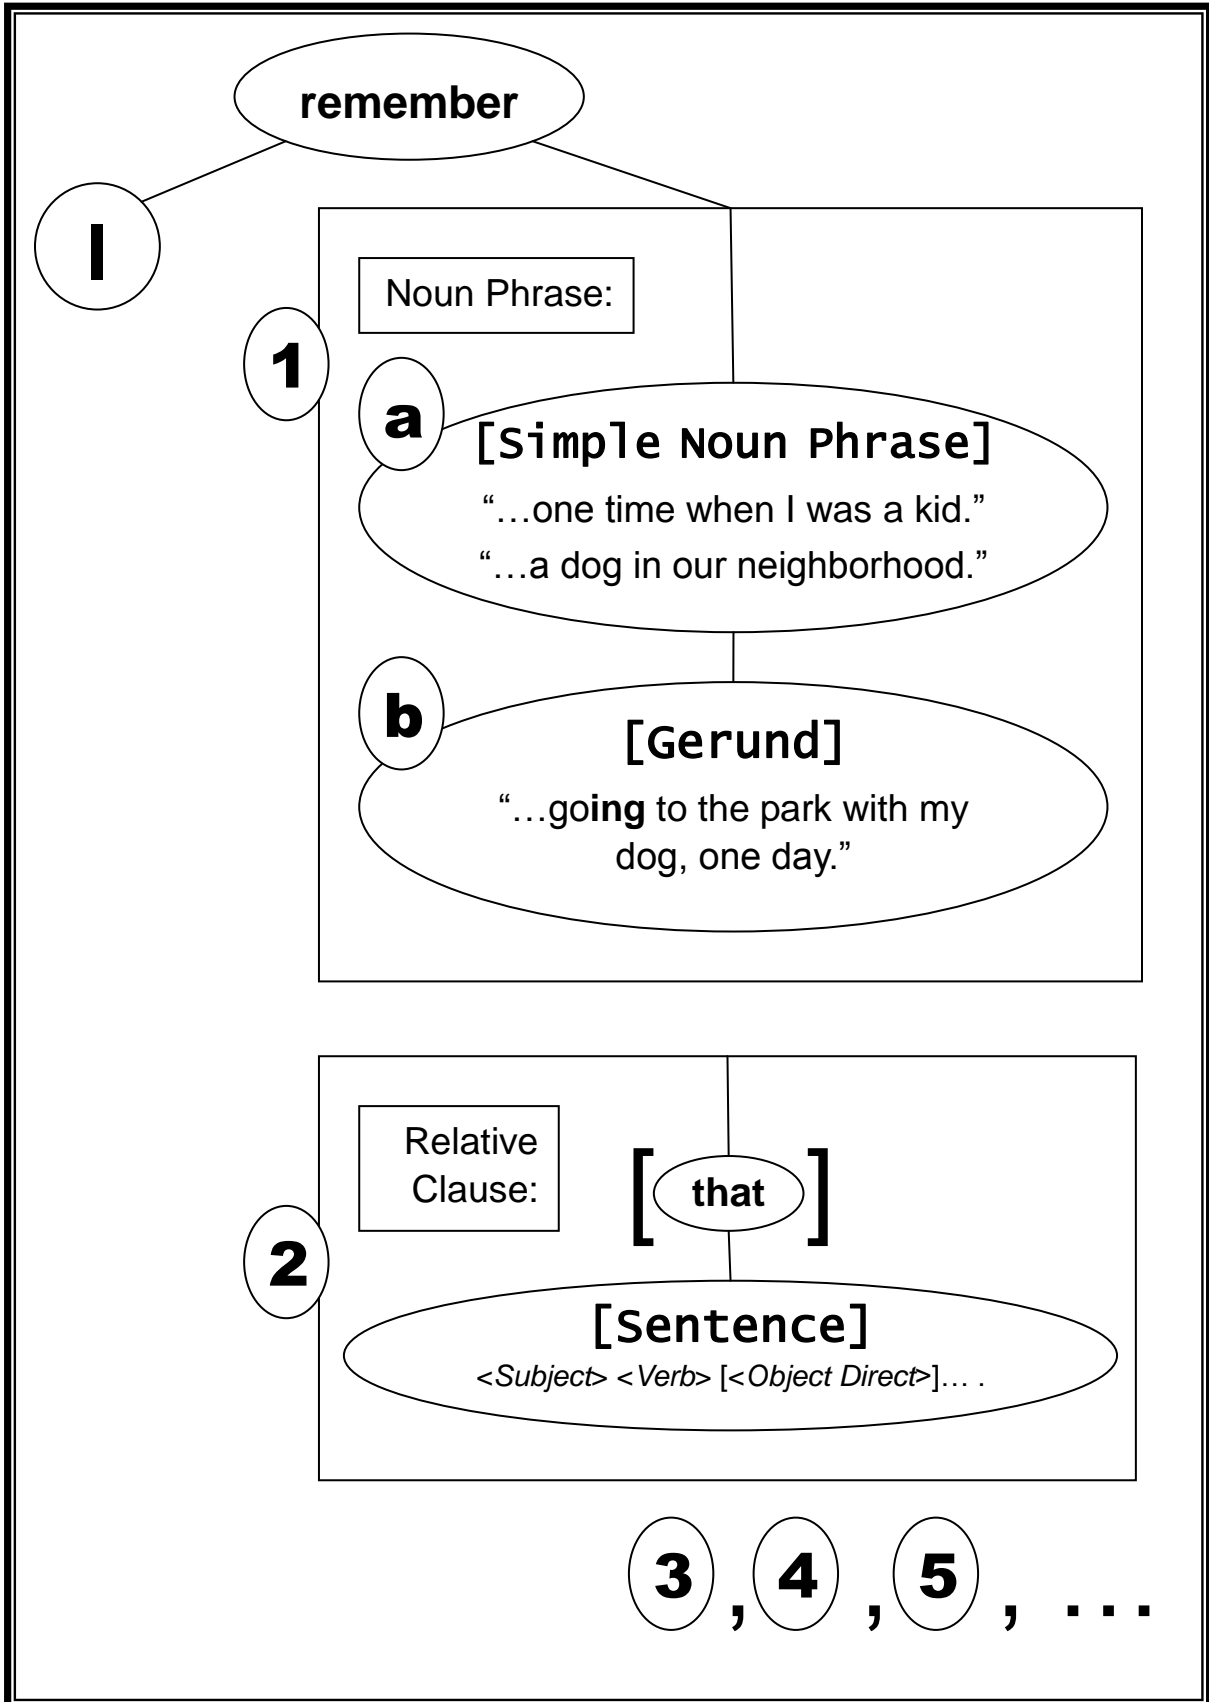 remember
I
Noun Phrase:
1
a
[Simple Noun Phrase]
“…one time when I was a kid.”
“…a dog in our neighborhood.”
b
[Gerund]
“…going to the park with my
dog, one day.”
Relative
Clause:
[that]
2
[Sentence]
<Subject> <Verb> [<Object Direct>]… .
3, 4, 5, ...